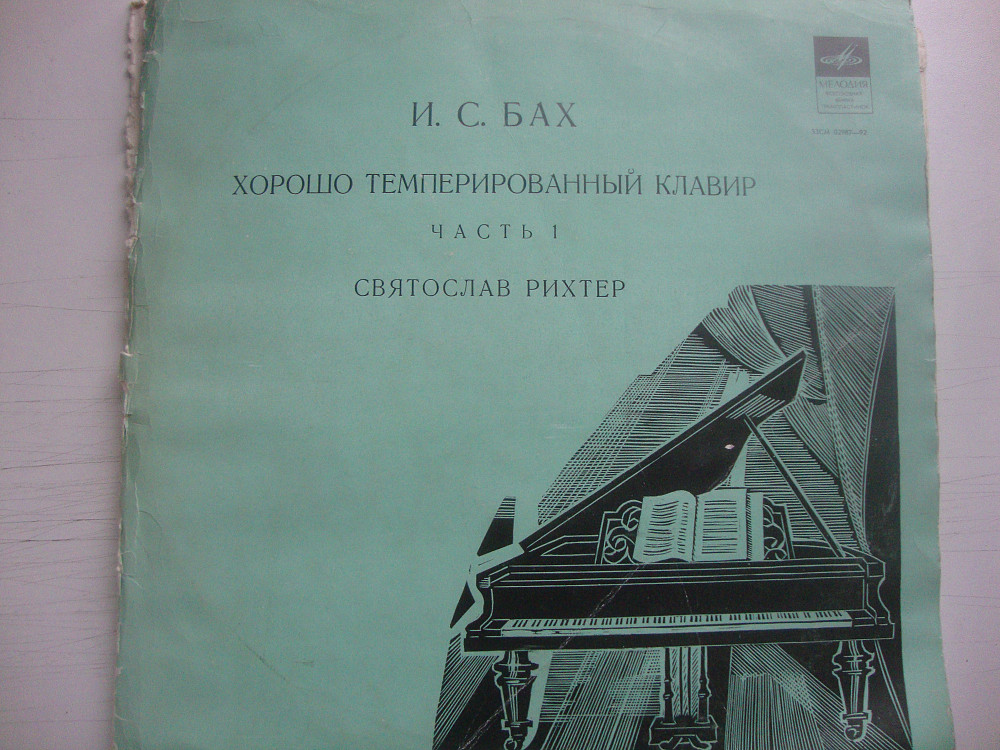 И. С. БАХ
ХОРОШО ТЕМПЕРИРОВАННЫЙ КЛАВИР
ЧАСТЬ 1
СВЯТОСЛАВ РИХТЕР
МЕЛОДИЯ